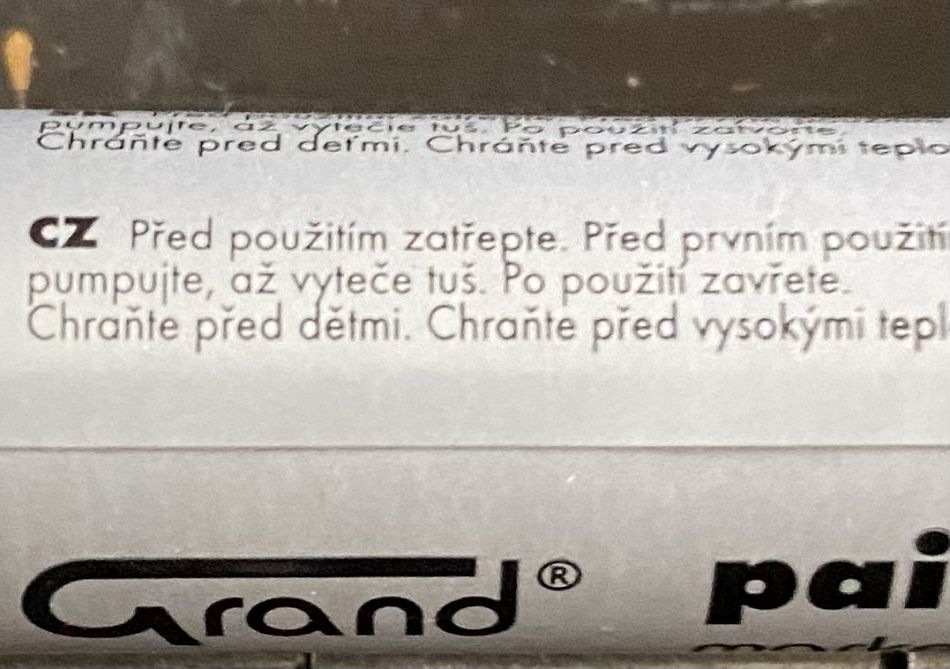 pumpujte, až vytečie tuš. Po použití zatvorte.
Chráňte pred deťmi. Chráňte pred vysokými teplo
CZ Před použitím zatřepte. Před prvním použití
pumpujte, až vyteče tuš. Po použití zavřete.
Chraňte před dětmi. Chraňte před vysokými tepl
Grand® pai